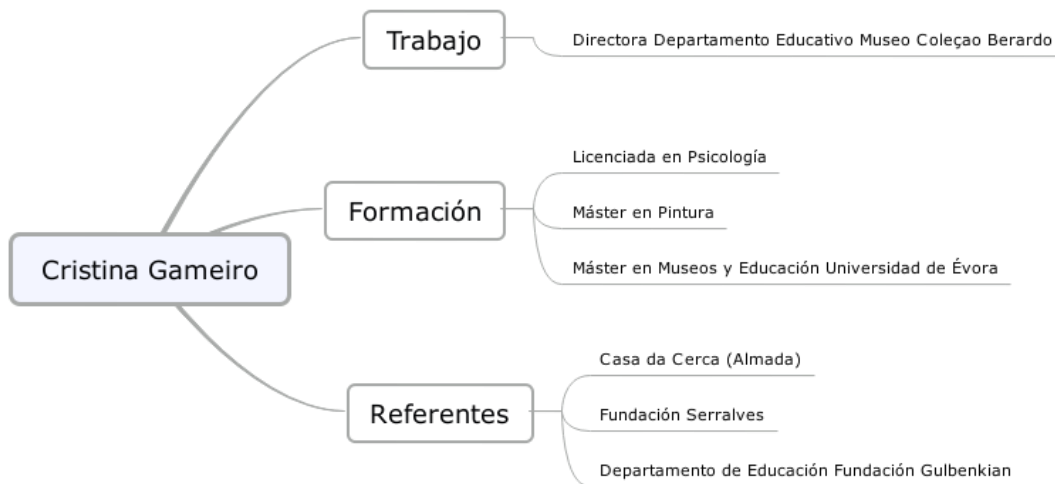 Trabajo
Directora Departamento Educativo Museo Coleçao Berardo
Licenciada en Psicología
Formación
Máster en Pintura
Máster en Museos y Educación Universidad de Évora
Cristina Gameiro
Casa da Cerca (Almada)
Referentes
Fundación Serralves
Departamento de Educación Fundación Gulbenkian